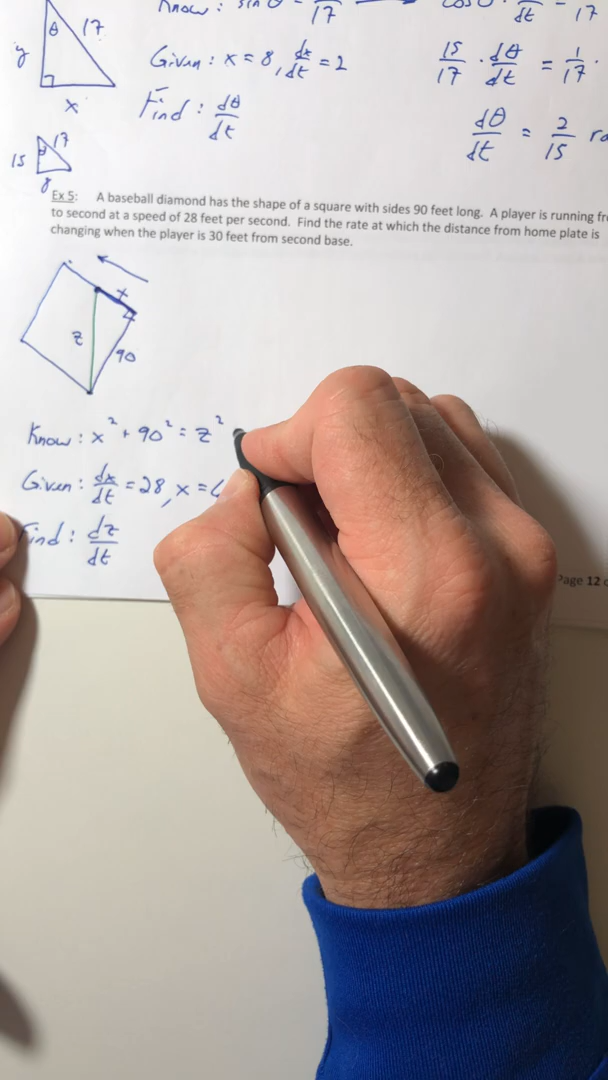 Know : sin θ = 17
cos θ · dt = 17
θ 17
y
Given : x = 8, dx/dt = 2
15/17 · dθ/dt = 1/17 ·
x
Find : dθ/dt
dθ/dt = 2/15
15 θ 17
8
Ex 5: A baseball diamond has the shape of a square with sides 90 feet long. A player is running
to second at a speed of 28 feet per second. Find the rate at which the distance from home plate is
changing when the player is 30 feet from second base.
x
z
90
Know : x² + 90² = z²
Given : dx/dt = 28, x =
Find : dz/dt
Page 12